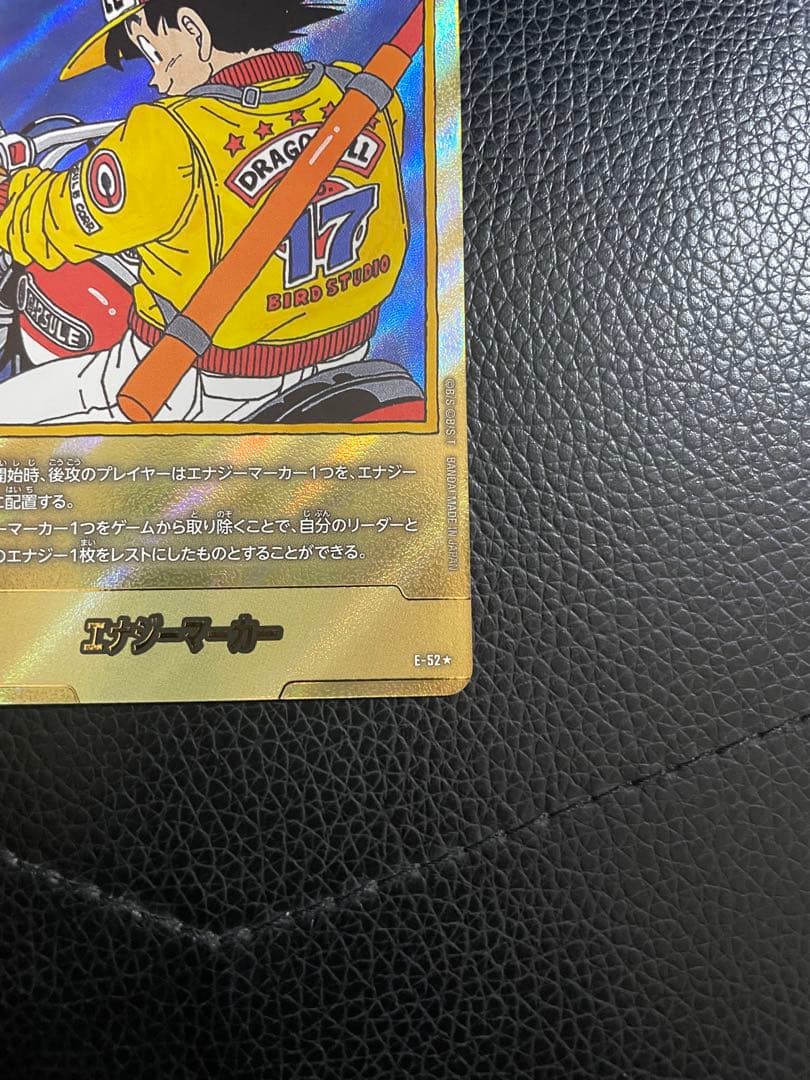 DRAGO LL
17
BIRD STUDIO
C
CORP.
APSULE
開始時、後攻のプレイヤーはエナジーマーカー1つを、エナジー
に配置する。
ーマーカー1つをゲームから取り除くことで、自分のリーダーと
のエナジー1枚をレストにしたものとすることができる。
エナジーマーカー
E-52★
©B/S ©B/S･T BANDAI MADE IN JAPAN